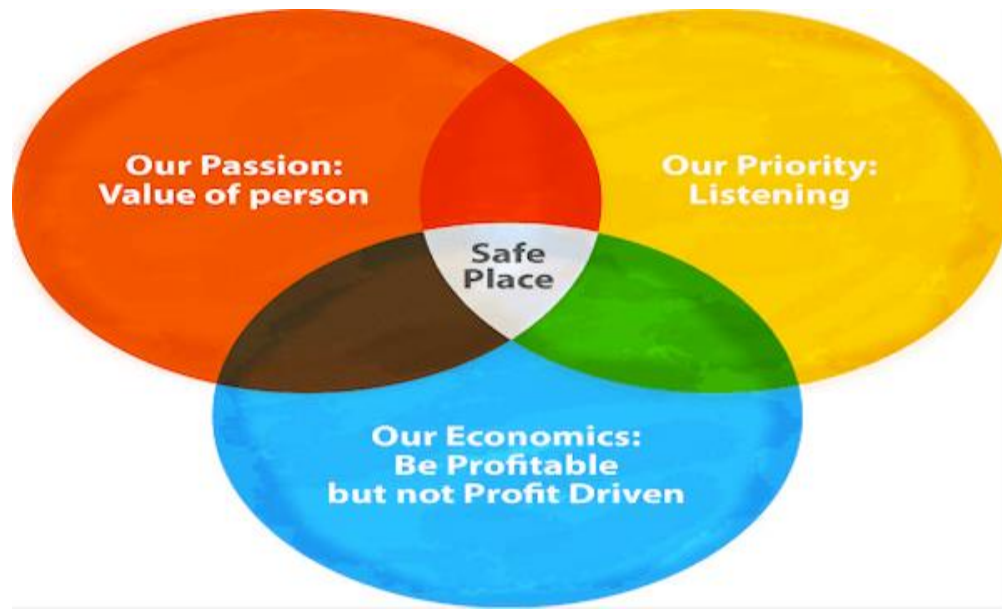 Our Passion:
Value of person
Our Priority:
Listening
Safe
Place
Our Economics:
Be Profitable
but not Profit Driven